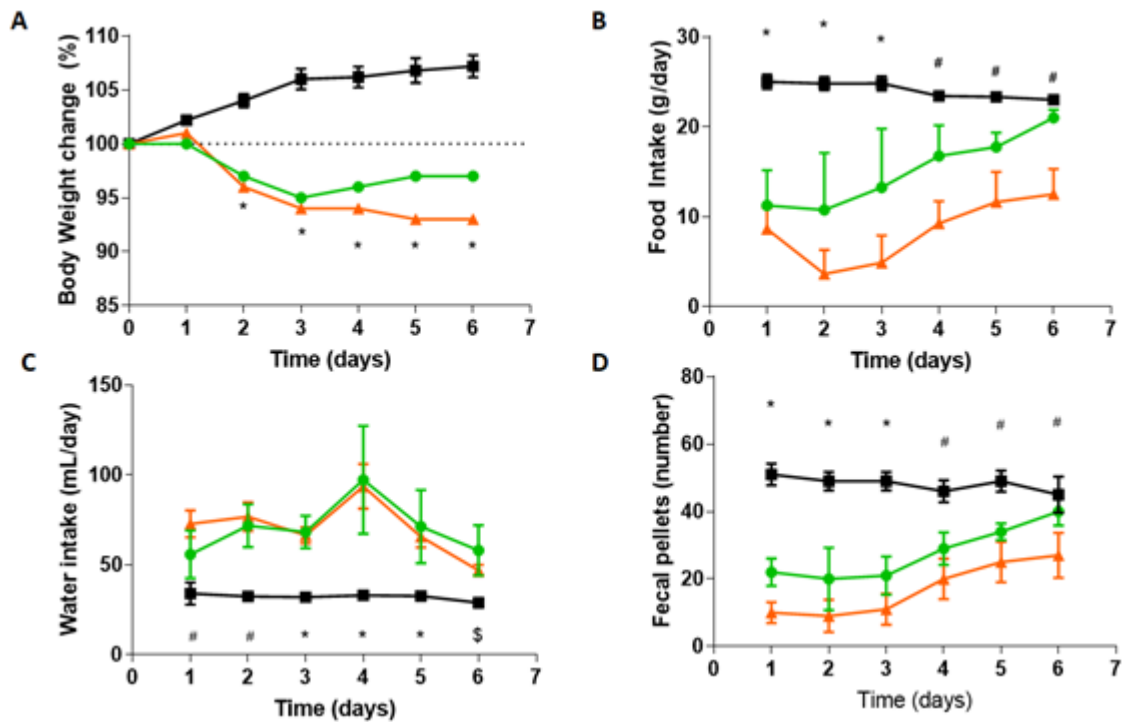 A
Body Weight change (%)
110
105
100
95
90
85
* * * * *
0 1 2 3 4 5 6 7
Time (days)
B
Food Intake (g/day)
30
20
10
0
* * * # # #
0 1 2 3 4 5 6 7
Time (days)
C
Water intake (mL/day)
150
100
50
0
# # * * * $
0 1 2 3 4 5 6 7
Time (days)
D
Fecal pellets (number)
80
60
40
20
0
* * * # # #
0 1 2 3 4 5 6 7
Time (days)